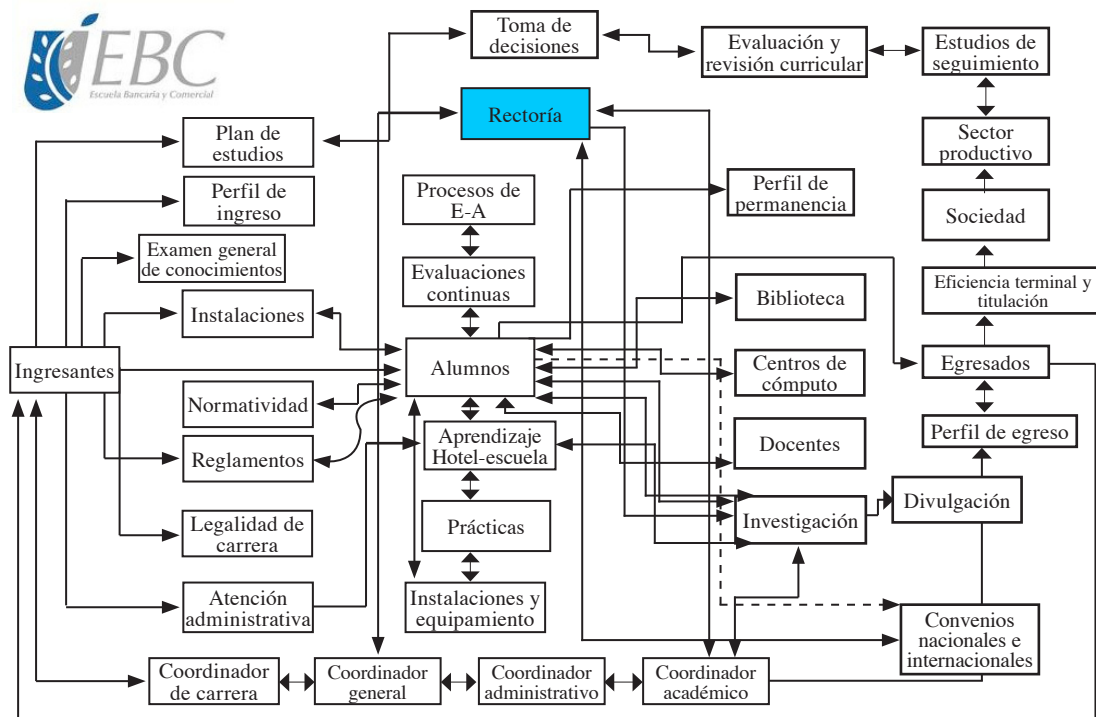 EBC
Escuela Bancaria y Comercial
Toma de
decisiones
Evaluación y
revisión curricular
Estudios de
seguimiento
Rectoría
Plan de
estudios
Sector
productivo
Perfil de
ingreso
Procesos de
E-A
Perfil de
permanencia
Sociedad
Examen general
de conocimientos
Evaluaciones
continuas
Biblioteca
Eficiencia terminal y
titulación
Instalaciones
Ingresantes
Alumnos
Centros de
cómputo
Egresados
Normatividad
Aprendizaje
Hotel-escuela
Docentes
Perfil de egreso
Reglamentos
Legalidad de
carrera
Prácticas
Investigación
Divulgación
Atención
administrativa
Instalaciones y
equipamiento
Convenios
nacionales e
internacionales
Coordinador
de carrera
Coordinador
general
Coordinador
administrativo
Coordinador
académico